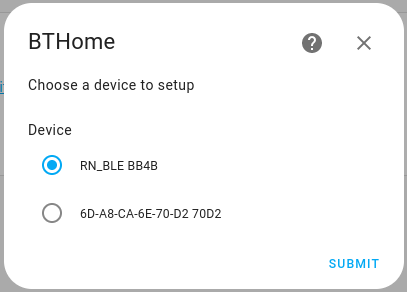 BTHome
Choose a device to setup
Device
RN_BLE BB4B
6D-A8-CA-6E-70-D2 70D2
SUBMIT